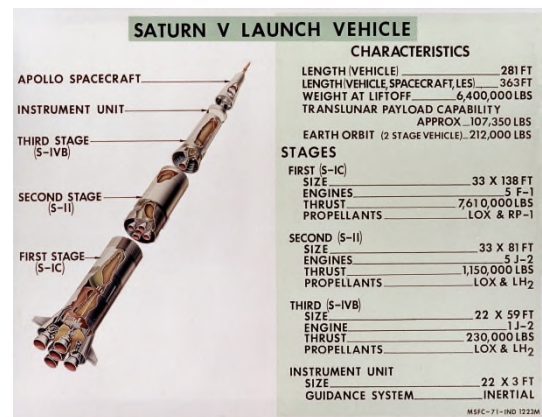 SATURN V LAUNCH VEHICLE
APOLLO SPACECRAFT
INSTRUMENT UNIT
THIRD STAGE
(S-IVB)
SECOND STAGE
(S-II)
FIRST STAGE
(S-IC)
CHARACTERISTICS
LENGTH (VEHICLE) 281 FT
LENGTH (VEHICLE, SPACECRAFT, LES) 363 FT
WEIGHT AT LIFTOFF 6,400,000 LBS
TRANSLUNAR PAYLOAD CAPABILITY
APPROX 107,350 LBS
EARTH ORBIT (2 STAGE VEHICLE) 212,000 LBS
STAGES
FIRST (S-IC)
SIZE 33 X 138 FT
ENGINES 5 F-1
THRUST 7,610,000 LBS
PROPELLANTS LOX & RP-1
SECOND (S-II)
SIZE 33 X 81 FT
ENGINES 5 J-2
THRUST 1,150,000 LBS
PROPELLANTS LOX & LH2
THIRD (S-IVB)
SIZE 22 X 59 FT
ENGINE 1 J-2
THRUST 230,000 LBS
PROPELLANTS LOX & LH2
INSTRUMENT UNIT
SIZE 22 X 3 FT
GUIDANCE SYSTEM INERTIAL
MSFC-71-IND 1223M